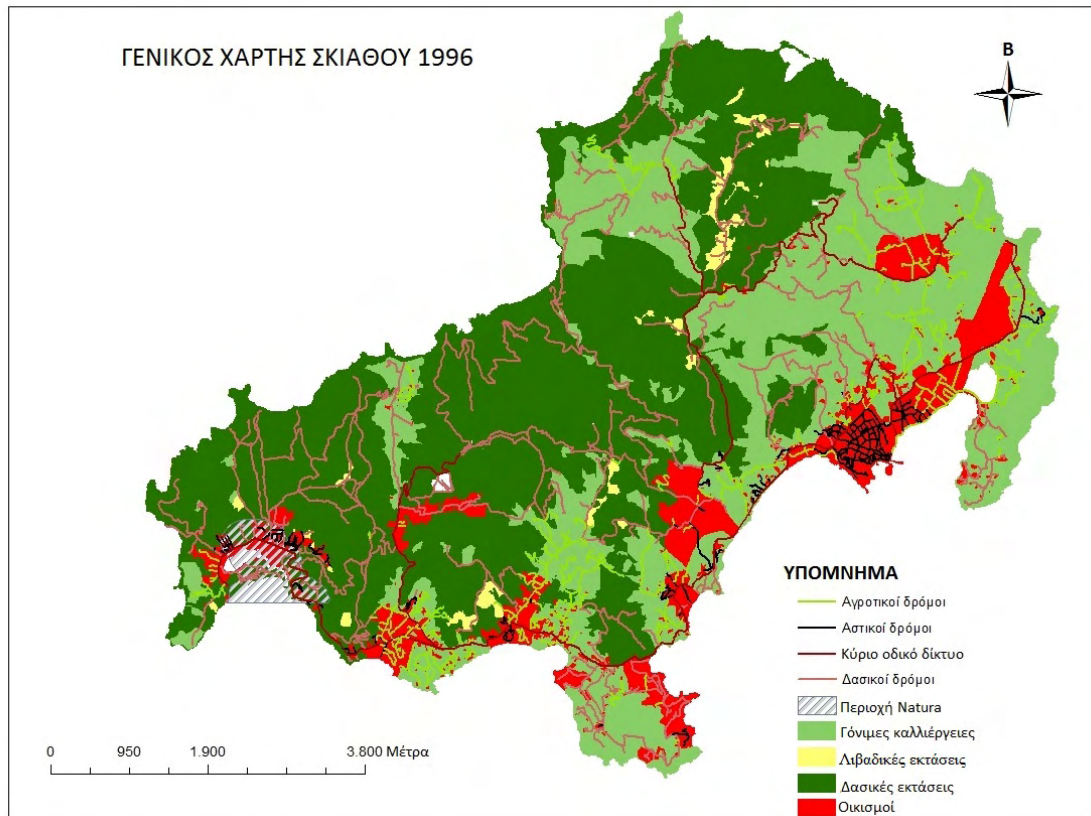 ΓΕΝΙΚΟΣ ΧΑΡΤΗΣ ΣΚΙΑΘΟΥ 1996
Β
ΥΠΟΜΝΗΜΑ
Αγροτικοί δρόμοι
Αστικοί δρόμοι
Κύριο οδικό δίκτυο
Δασικοί δρόμοι
Περιοχή Natura
Γόνιμες καλλιέργειες
Λιβαδικές εκτάσεις
Δασικές εκτάσεις
Οικισμοί
0 950 1.900 3.800 Μέτρα